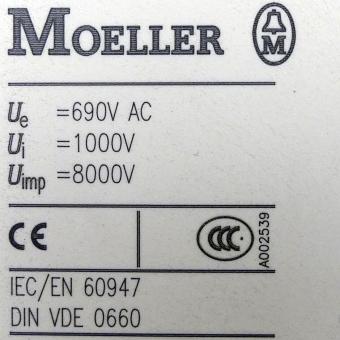 MOELLER M
Ue =690V AC
Ui =1000V
Uimp =8000V
CE CCC A002539
IEC/EN 60947
DIN VDE 0660